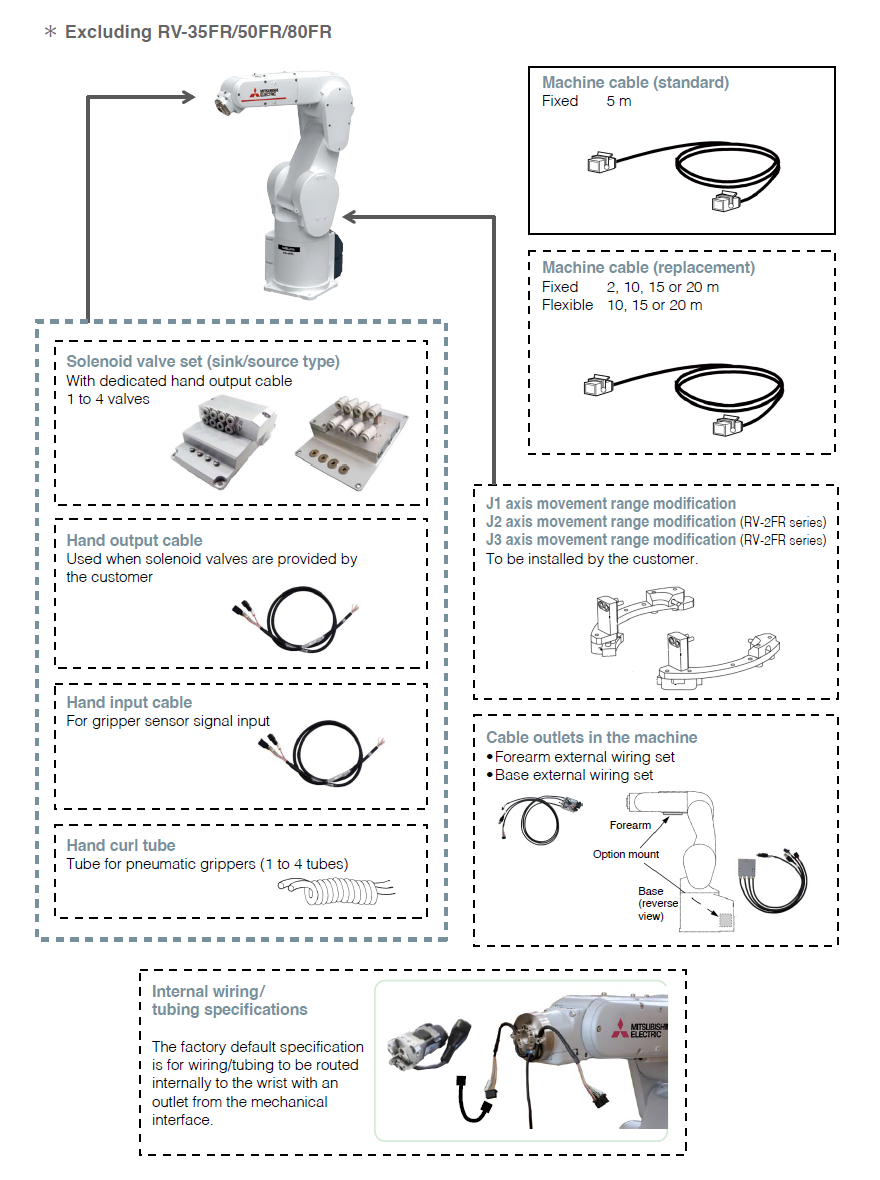 ＊ Excluding RV-35FR/50FR/80FR
MITSUBISHI
ELECTRIC
Machine cable (standard)
Fixed 5 m
Machine cable (replacement)
Fixed 2, 10, 15 or 20 m
Flexible 10, 15 or 20 m
Solenoid valve set (sink/source type)
With dedicated hand output cable
1 to 4 valves
Hand output cable
Used when solenoid valves are provided by
the customer
Hand input cable
For gripper sensor signal input
Hand curl tube
Tube for pneumatic grippers (1 to 4 tubes)
J1 axis movement range modification
J2 axis movement range modification (RV-2FR series)
J3 axis movement range modification (RV-2FR series)
To be installed by the customer.
Cable outlets in the machine
•Forearm external wiring set
•Base external wiring set
Forearm
Option mount
Base
(reverse
view)
Internal wiring/
tubing specifications
The factory default specification
is for wiring/tubing to be routed
internally to the wrist with an
outlet from the mechanical
interface.
MITSUBISHI
ELECTRIC